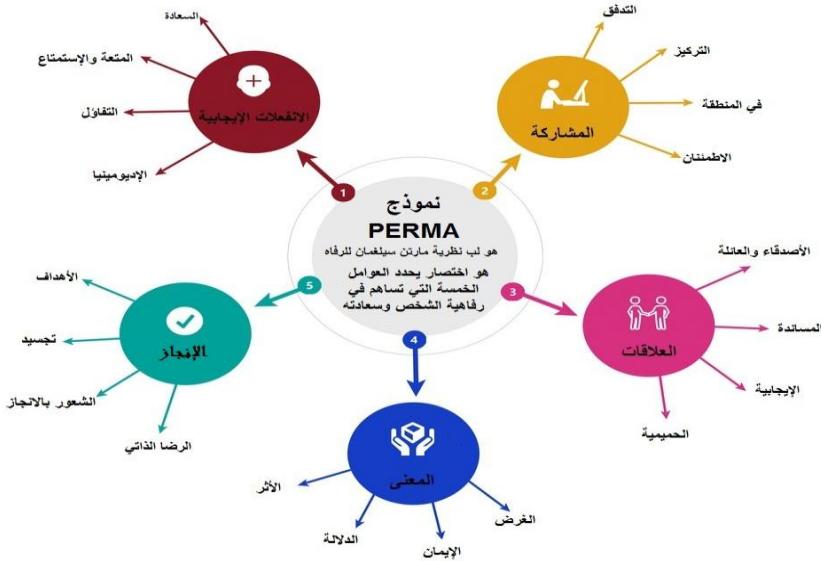 نموذج
PERMA
هو لب نظرية مارتن سيلغمان للرفاه
هو اختصار يحدد العوامل
الخمسة التي تساهم في
رفاهية الشخص وسعادته
1
الانفعلات الإيجابية
السعادة
المتعة والإستمتاع
التفاؤل
الإديومينيا
2
المشاركة
التدفق
التركيز
في المنطقة
الاطمئنان
3
العلاقات
الأصدقاء والعائلة
المساندة
الإيجابية
الحميمية
4
المعنى
الغرض
الإيمان
الدلالة
الأثر
5
الإنجاز
الأهداف
تجسيد
الشعور بالانجاز
الرضا الذاتي